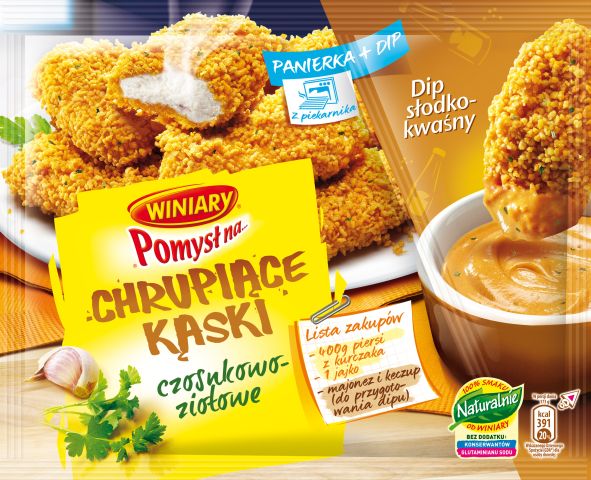 PANIERKA + DIP
Z piekarnika
Dip
słodko-
kwaśny
WINIARY
Pomysł na...
CHRUPIĄCE
KĄSKI
czosnkowo-
ziołowe
Lista zakupów
- 400g piersi
z kurczaka
- 1 jajko
- majonez i keczup
(do przygoto-
wania dipu)
100% SMAKU
Naturalnie
OD WINIARY
BEZ DODATKU:
KONSERWANTÓW
GLUTAMINIANU SODU
kcal
391
20%